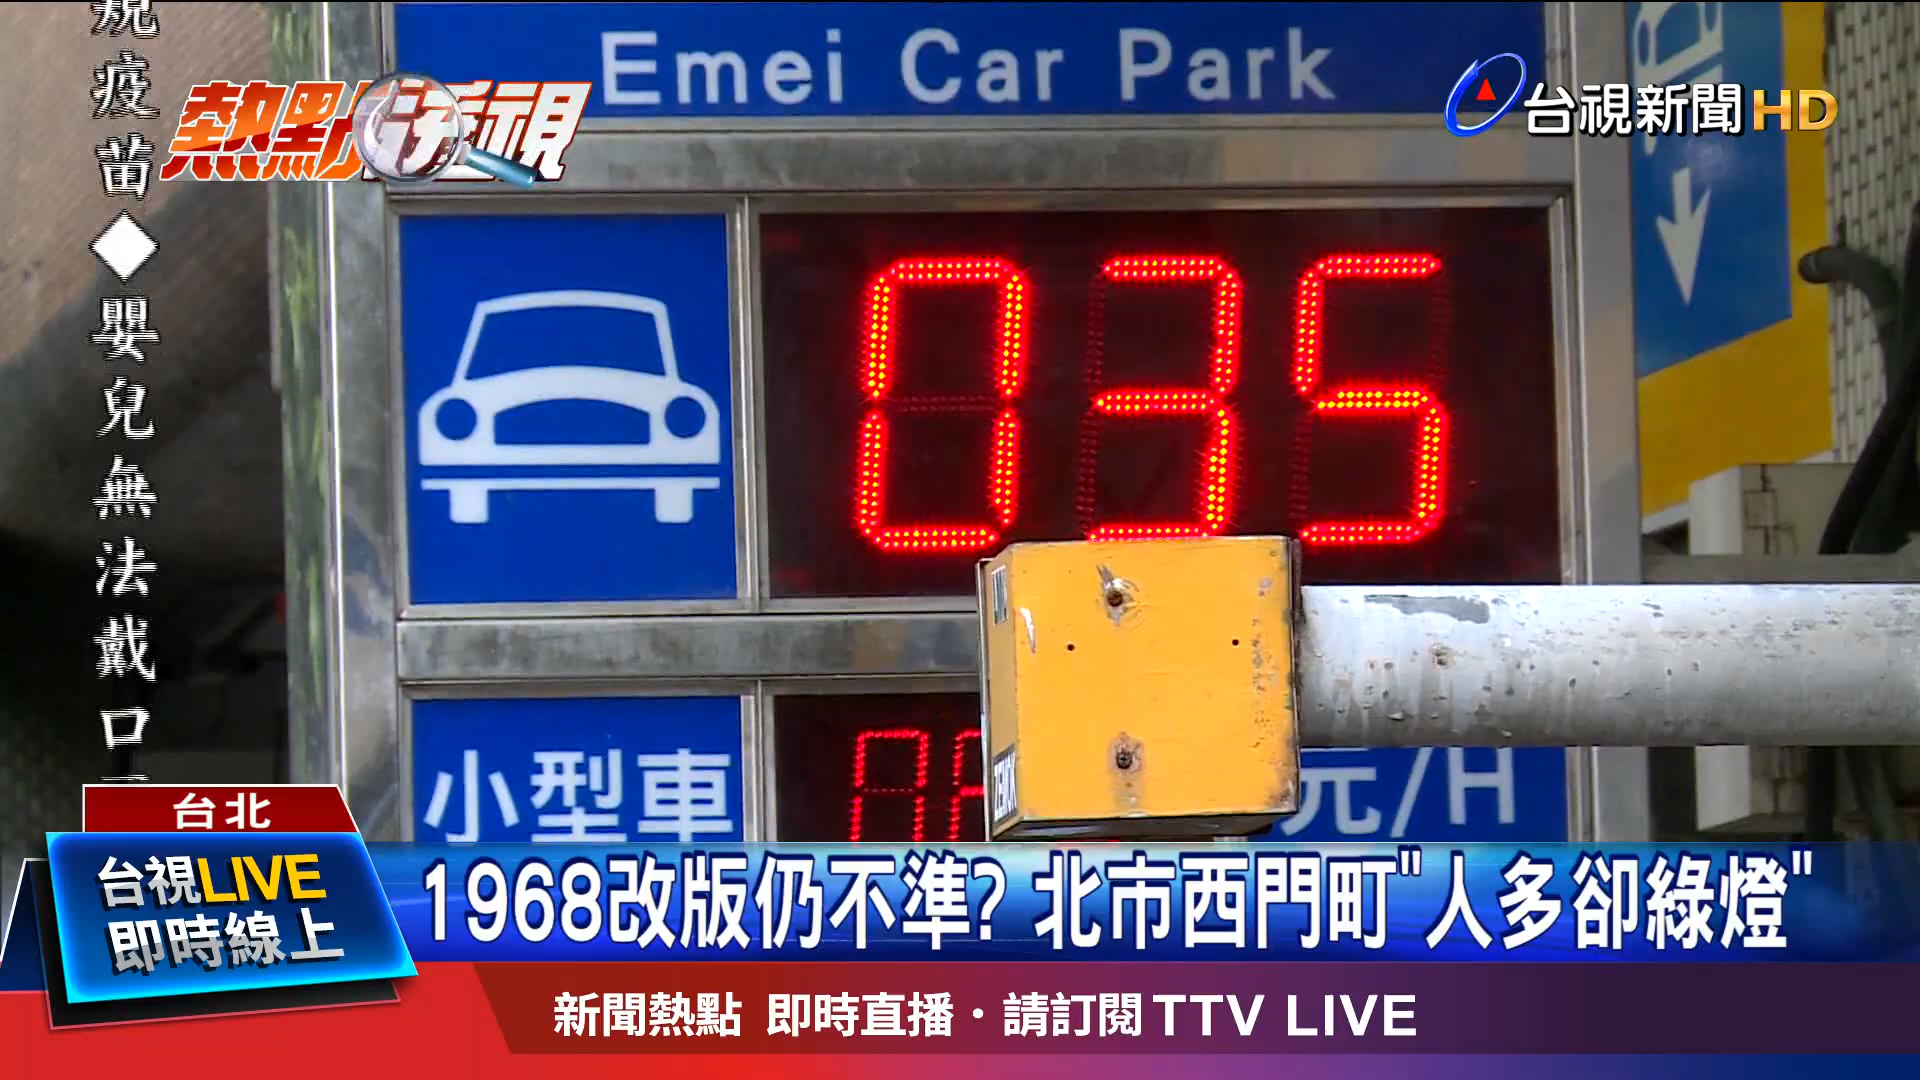 Emei Car Park
熱點透視
台視新聞HD
疫苗◆嬰兒無法戴口
035
小型車
元/H
台北
台視LIVE
即時線上
1968改版仍不準? 北市西門町"人多卻綠燈"
新聞熱點 即時直播・請訂閱TTV LIVE